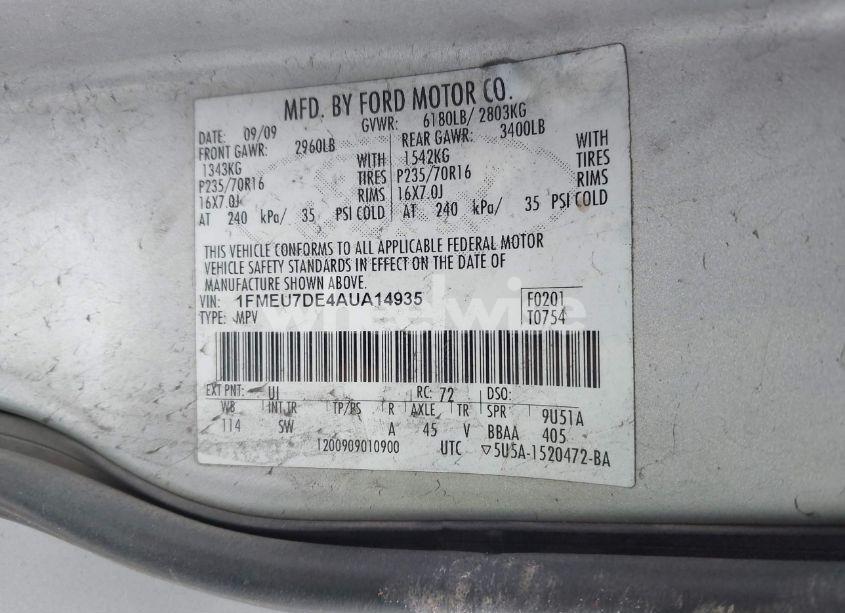 MFD. BY FORD MOTOR CO.
DATE: 09/09 GVWR: 6180LB/ 2803KG
FRONT GAWR: 2960LB REAR GAWR: 3400LB
1343KG WITH 1542KG WITH
P235/70R16 TIRES P235/70R16 TIRES
16X7.0J RIMS 16X7.0J RIMS
AT 240 kPa/ 35 PSI COLD AT 240 kPa/ 35 PSI COLD
THIS VEHICLE CONFORMS TO ALL APPLICABLE FEDERAL MOTOR
VEHICLE SAFETY STANDARDS IN EFFECT ON THE DATE OF
MANUFACTURE SHOWN ABOVE.
VIN: 1FMEU7DE4AUA14935 F0201
TYPE: MPV T0754
wheelwire
EXT PNT: UI RC: 72 DSO:
WB INT TR TP/PS R AXLE TR SPR 9U51A
114 SW A 45 V BBAA 405
1200909010900 UTC ▽5U5A-1520472-BA